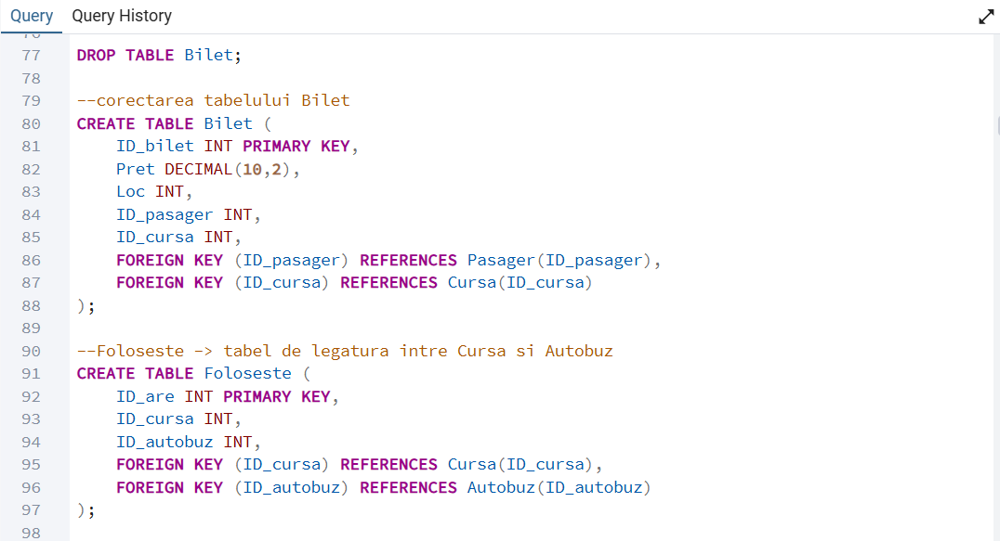 Query Query History
77 DROP TABLE Bilet;
78
79 --corectarea tabelului Bilet
80 CREATE TABLE Bilet (
81 ID_bilet INT PRIMARY KEY,
82 Pret DECIMAL(10,2),
83 Loc INT,
84 ID_pasager INT,
85 ID_cursa INT,
86 FOREIGN KEY (ID_pasager) REFERENCES Pasager(ID_pasager),
87 FOREIGN KEY (ID_cursa) REFERENCES Cursa(ID_cursa)
88 );
89
90 --Foloseste -> tabel de legatura intre Cursa si Autobuz
91 CREATE TABLE Foloseste (
92 ID_are INT PRIMARY KEY,
93 ID_cursa INT,
94 ID_autobuz INT,
95 FOREIGN KEY (ID_cursa) REFERENCES Cursa(ID_cursa),
96 FOREIGN KEY (ID_autobuz) REFERENCES Autobuz(ID_autobuz)
97 );
98